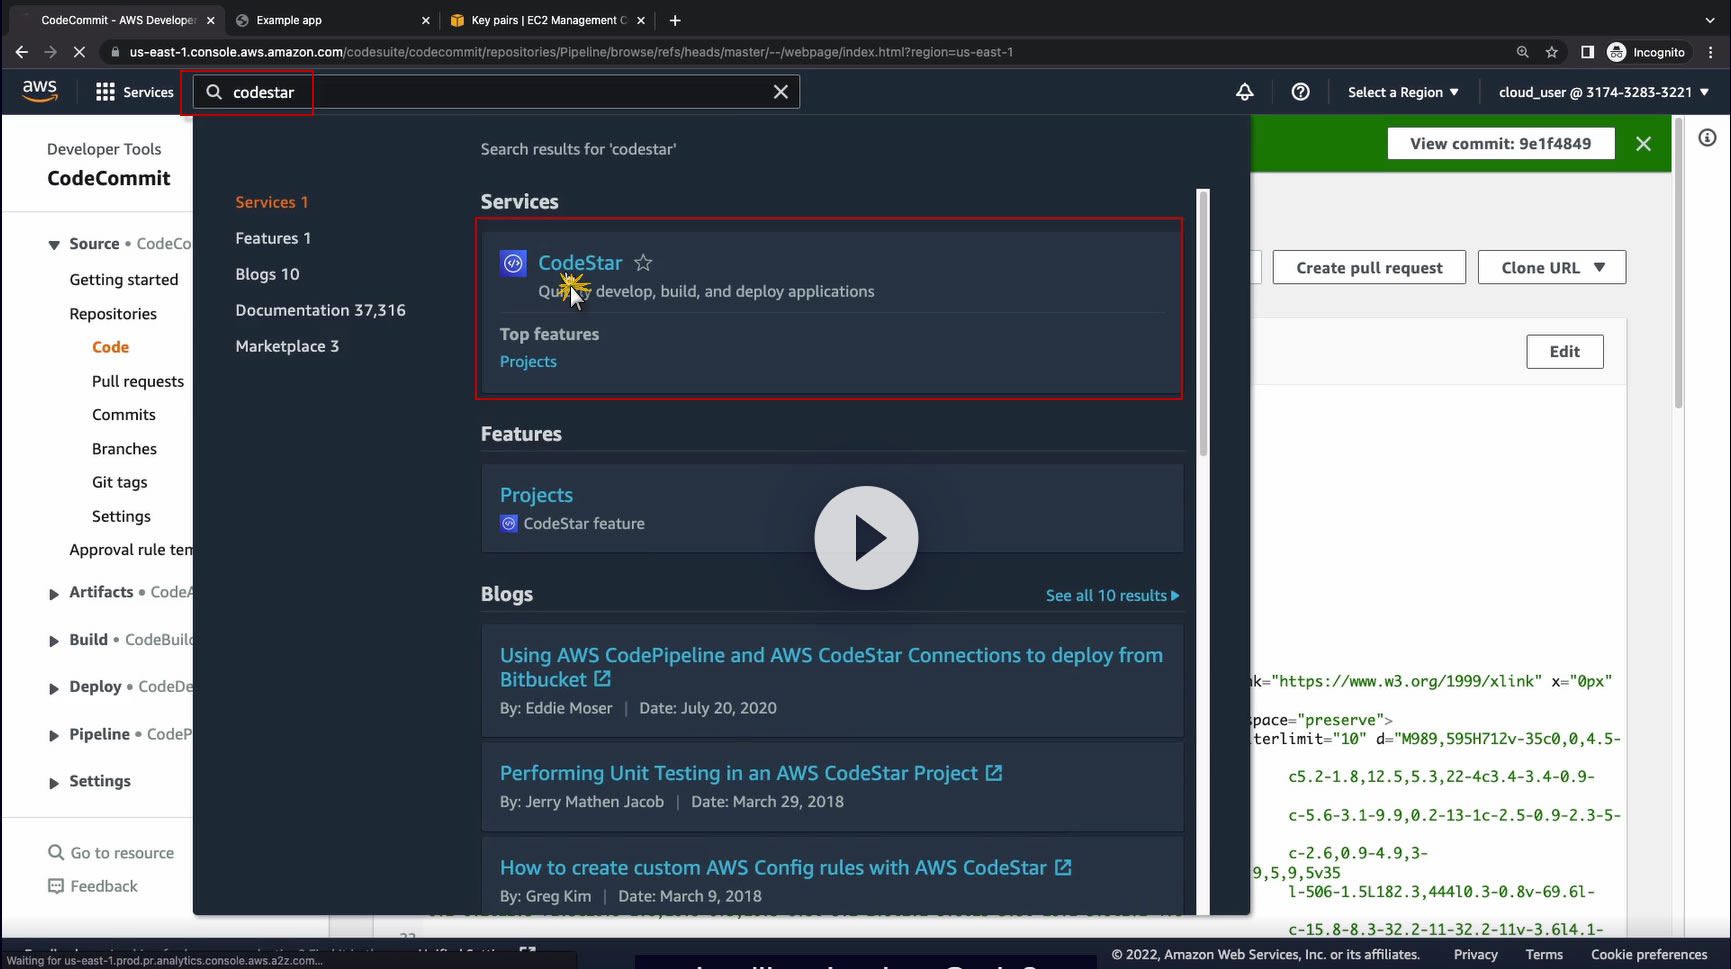 CodeCommit - AWS Developer
Example app
Key pairs | EC2 Management C
us-east-1.console.aws.amazon.com/codesuite/codecommit/repositories/Pipeline/browse/refs/heads/master/--/webpage/index.html?region=us-east-1
Incognito
aws
Services
codestar
Select a Region
cloud_user @ 3174-3283-3221
Developer Tools
CodeCommit
Source • CodeCo
Getting started
Repositories
Code
Pull requests
Commits
Branches
Git tags
Settings
Approval rule tem
Artifacts • CodeA
Build • CodeBuild
Deploy • CodeDe
Pipeline • CodeP
Settings
Go to resource
Feedback
Search results for 'codestar'
Services 1
Features 1
Blogs 10
Documentation 37,316
Marketplace 3
Services
CodeStar
develop, build, and deploy applications
Top features
Projects
Features
Projects
CodeStar feature
Blogs
See all 10 results
Using AWS CodePipeline and AWS CodeStar Connections to deploy from
Bitbucket
By: Eddie Moser | Date: July 20, 2020
Performing Unit Testing in an AWS CodeStar Project
By: Jerry Mathen Jacob | Date: March 29, 2018
How to create custom AWS Config rules with AWS CodeStar
By: Greg Kim | Date: March 9, 2018
View commit: 9e1f4849
Create pull request
Clone URL
Edit
nk="https://www.w3.org/1999/xlink" x="0px"
space="preserve">
terlimit="10" d="M989,595H712v-35c0,0,4.5-
c5.2-1.8,12.5,5.3,22-4c3.4-3.4-0.9-
c-5.6-3.1-9.9,0.2-13-1c-2.5-0.9-2.3-5-
c-2.6,0.9-4.9,3-
9,5,9,5v35
l-506-1.5L182.3,444l0.3-0.8v-69.6l-
c-15.8-8.3-32.2-11-32.2-11v-3.6l4.1-
Waiting for us-east-1.prod.pr.analytics.console.aws.a2z.com...
© 2022, Amazon Web Services, Inc. or its affiliates.
Privacy
Terms
Cookie preferences